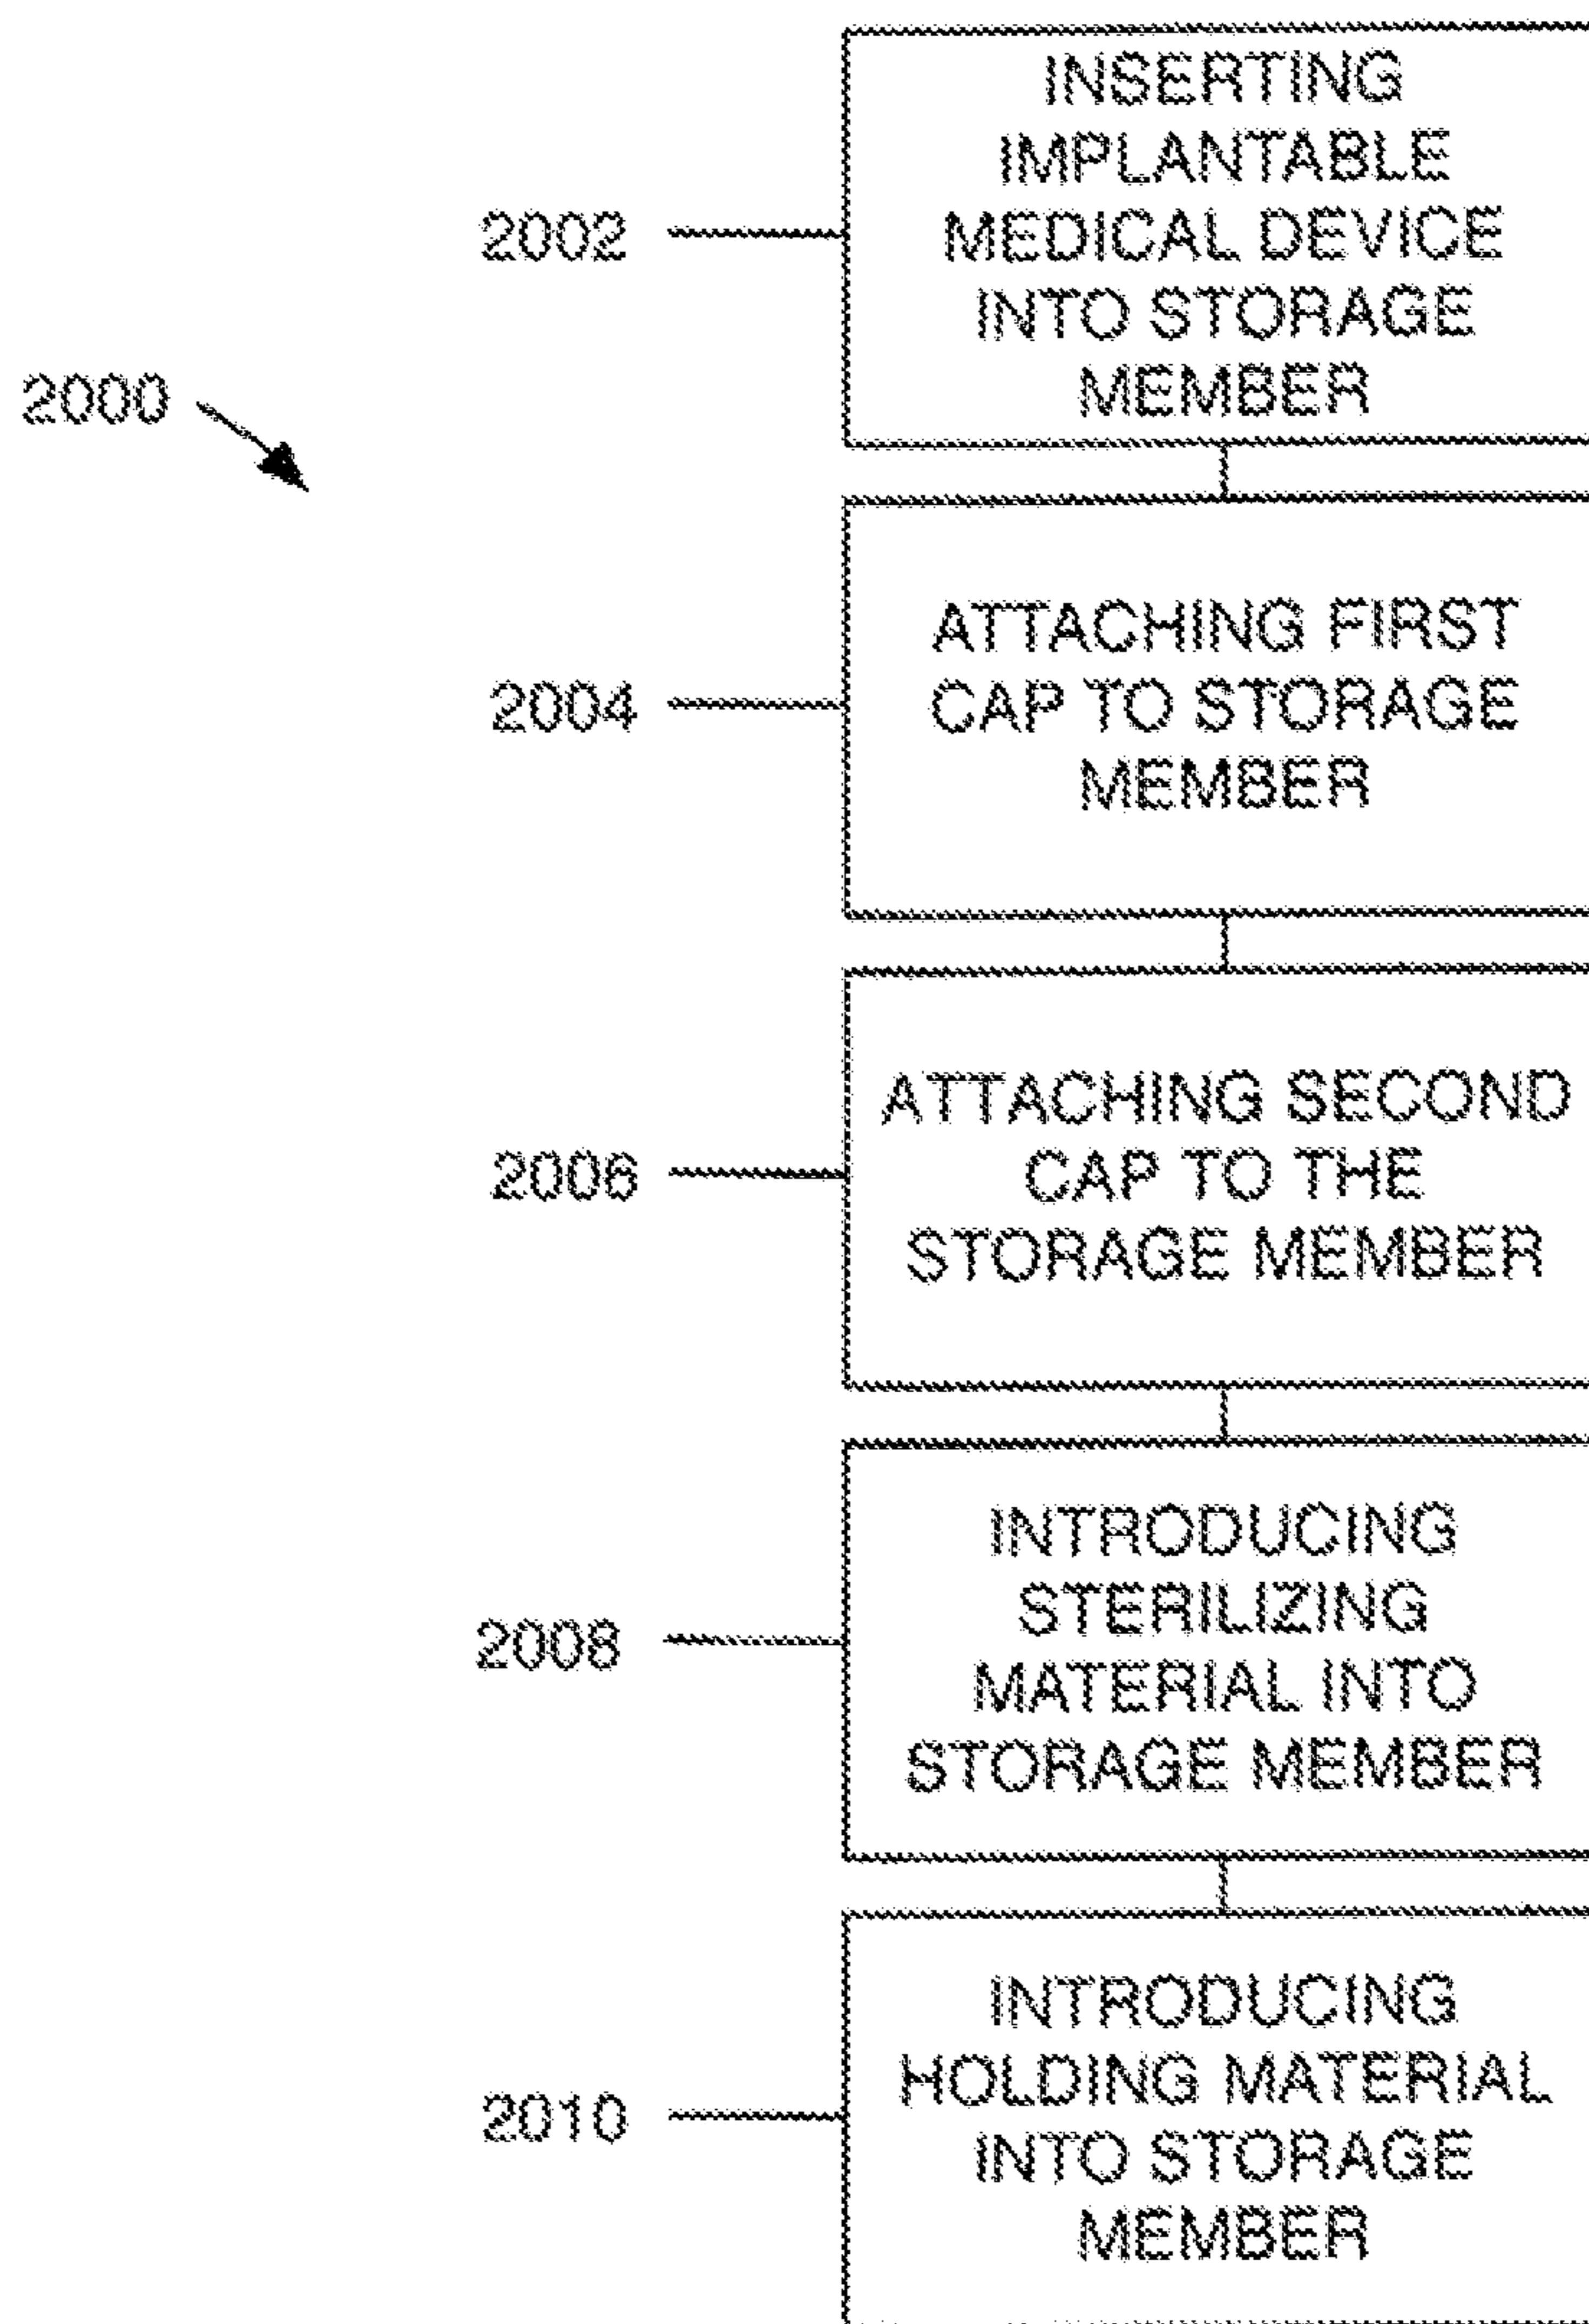 2000
2002
INSERTING
IMPLANTABLE
MEDICAL DEVICE
INTO STORAGE
MEMBER
2004
ATTACHING FIRST
CAP TO STORAGE
MEMBER
2006
ATTACHING SECOND
CAP TO THE
STORAGE MEMBER
2008
INTRODUCING
STERILIZING
MATERIAL INTO
STORAGE MEMBER
2010
INTRODUCING
HOLDING MATERIAL
INTO STORAGE
MEMBER